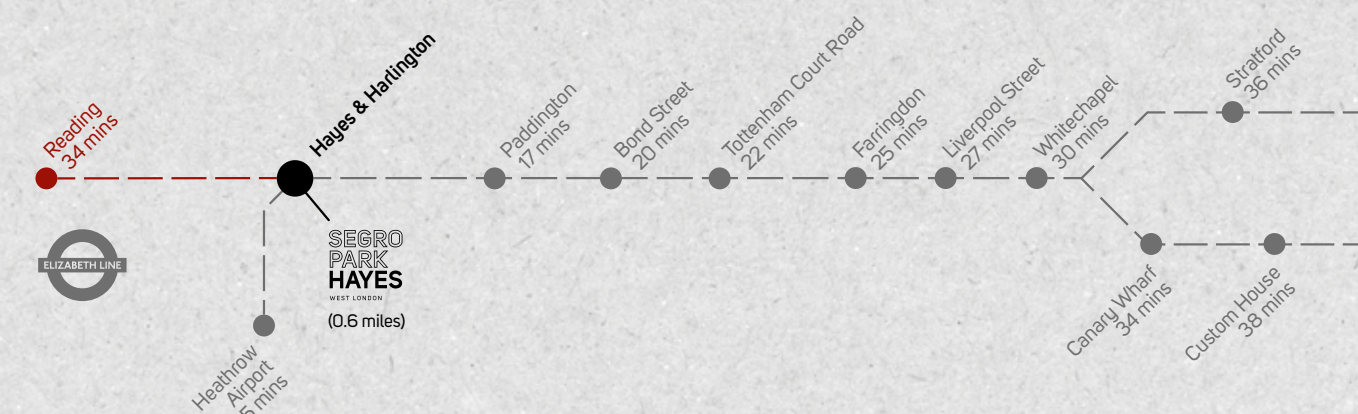 Reading
34 mins
Hayes & Harlington
Paddington
17 mins
Bond Street
20 mins
Tottenham Court Road
22 mins
Farringdon
25 mins
Liverpool Street
27 mins
Whitechapel
30 mins
Stratford
36 mins
ELIZABETH LINE
SEGRO
PARK
HAYES
WEST LONDON
(0.6 miles)
Heathrow
Airport
mins
Canary Wharf
34 mins
Custom House
38 mins